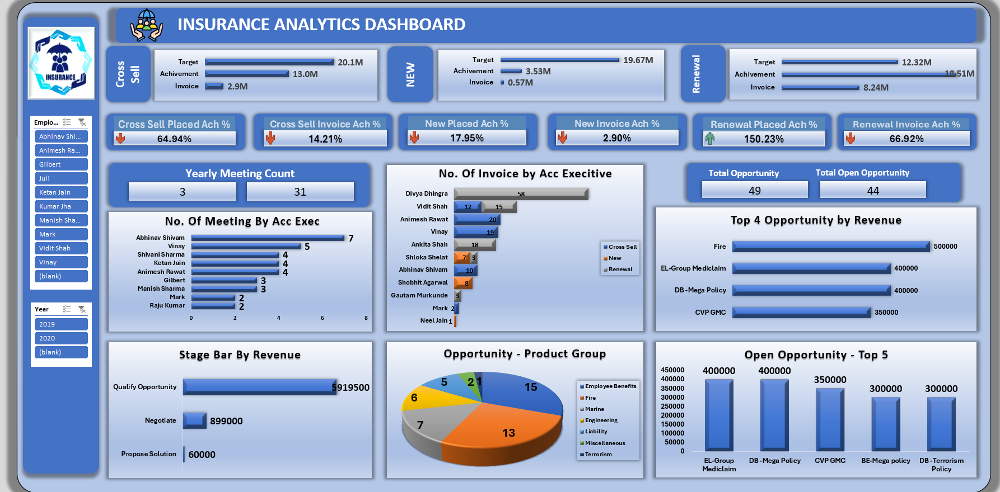 INSURANCE ANALYTICS DASHBOARD
INSURANCE
Cross
Sell
Target 20.1M
Achivement 13.0M
Invoice 2.9M
NEW
Target 19.67M
Achivement 3.53M
Invoice 0.57M
Renewal
Target 12.32M
Achivement 18.51M
Invoice 8.24M
Cross Sell Placed Ach %
64.94%
Cross Sell Invoice Ach %
14.21%
New Placed Ach %
17.95%
New Invoice Ach %
2.90%
Renewal Placed Ach %
150.23%
Renewal Invoice Ach %
66.92%
Emplo...
Abhinav Shi...
Animesh Ra...
Gilbert
Juli
Ketan Jain
Kumar Jha
Manish Sha...
Mark
Vidit Shah
Vinay
(blank)
Year
2019
2020
(blank)
Yearly Meeting Count
3 31
No. Of Meeting By Acc Exec
Abhinav Shivam 7
Vinay 5
Shivani Sharma 4
Ketan Jain 4
Animesh Rawat 4
Gilbert 3
Manish Sharma 3
Mark 2
Raju Kumar 2
0 2 4 6 8
No. Of Invoice by Acc Execitive
Divya Dhingra 58
Vidit Shah 12 15
Animesh Rawat 20
Vinay 19
Ankita Shah 18
Shloka Shelat 7 3
Abhinav Shivam 10
Shobhit Agarwal 8
Gautam Murkunde 3
Mark 2
Neel Jain 1
Cross Sell
New
Renewal
Total Opportunity Total Open Opportunity
49 44
Top 4 Opportunity by Revenue
Fire 500000
EL-Group Mediclaim 400000
DB -Mega Policy 400000
CVP GMC 350000
Stage Bar By Revenue
Qualify Opportunity 5919500
Negotiate 899000
Propose Solution 60000
Opportunity - Product Group
15
13
7
6
5
2
1
Employee Benefits
Fire
Marine
Engineering
Liability
Miscellaneous
Terrorism
Open Opportunity - Top 5
450000
400000
350000
300000
250000
200000
150000
100000
50000
0
400000 400000 350000 300000 300000
EL-Group
Mediclaim
DB -Mega Policy
CVP GMC
BE-Mega policy
DB -Terrorism
Policy